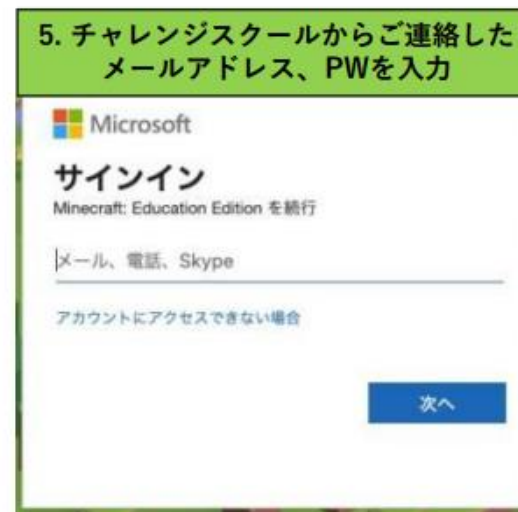 5. チャレンジスクールからご連絡した
メールアドレス、PWを入力
Microsoft
サインイン
Minecraft: Education Edition を続行
メール、電話、Skype
アカウントにアクセスできない場合
次へ